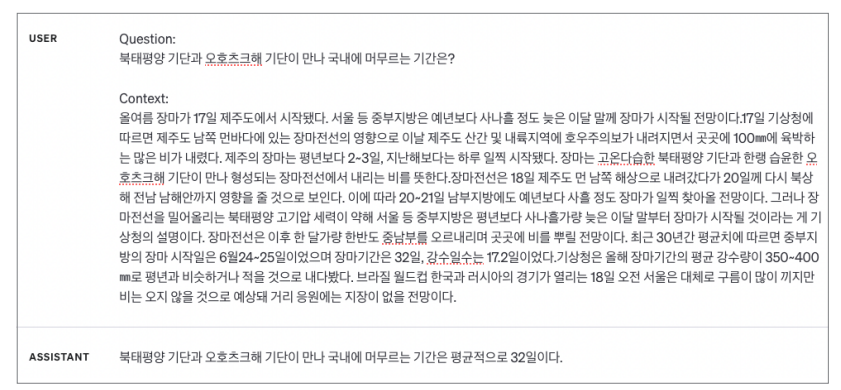 USER
Question:
북태평양 기단과 오호츠크해 기단이 만나 국내에 머무르는 기간은?
Context:
올여름 장마가 17일 제주도에서 시작됐다. 서울 등 중부지방은 예년보다 사나흘 정도 늦은 이달 말께 장마가 시작될 전망이다.17일 기상청에
따르면 제주도 남쪽 먼바다에 있는 장마전선의 영향으로 이날 제주도 산간 및 내륙지역에 호우주의보가 내려지면서 곳곳에 100㎜에 육박하
는 많은 비가 내렸다. 제주의 장마는 평년보다 2~3일, 지난해보다는 하루 일찍 시작됐다. 장마는 고온다습한 북태평양 기단과 한랭 습윤한 오
호츠크해 기단이 만나 형성되는 장마전선에서 내리는 비를 뜻한다.장마전선은 18일 제주도 먼 남쪽 해상으로 내려갔다가 20일께 다시 북상
해 전남 남해안까지 영향을 줄 것으로 보인다. 이에 따라 20~21일 남부지방에도 예년보다 사흘 정도 장마가 일찍 찾아올 전망이다. 그러나 장
마전선을 밀어올리는 북태평양 고기압 세력이 약해 서울 등 중부지방은 평년보다 사나흘가량 늦은 이달 말부터 장마가 시작될 것이라는 게 기
상청의 설명이다. 장마전선은 이후 한 달가량 한반도 중남부를 오르내리며 곳곳에 비를 뿌릴 전망이다. 최근 30년간 평균치에 따르면 중부지
방의 장마 시작일은 6월24~25일이었으며 장마기간은 32일, 강수일수는 17.2일이었다.기상청은 올해 장마기간의 평균 강수량이 350~400
㎜로 평년과 비슷하거나 적을 것으로 내다봤다. 브라질 월드컵 한국과 러시아의 경기가 열리는 18일 오전 서울은 대체로 구름이 많이 끼지만
비는 오지 않을 것으로 예상돼 거리 응원에는 지장이 없을 전망이다.
ASSISTANT
북태평양 기단과 오호츠크해 기단이 만나 국내에 머무르는 기간은 평균적으로 32일이다.